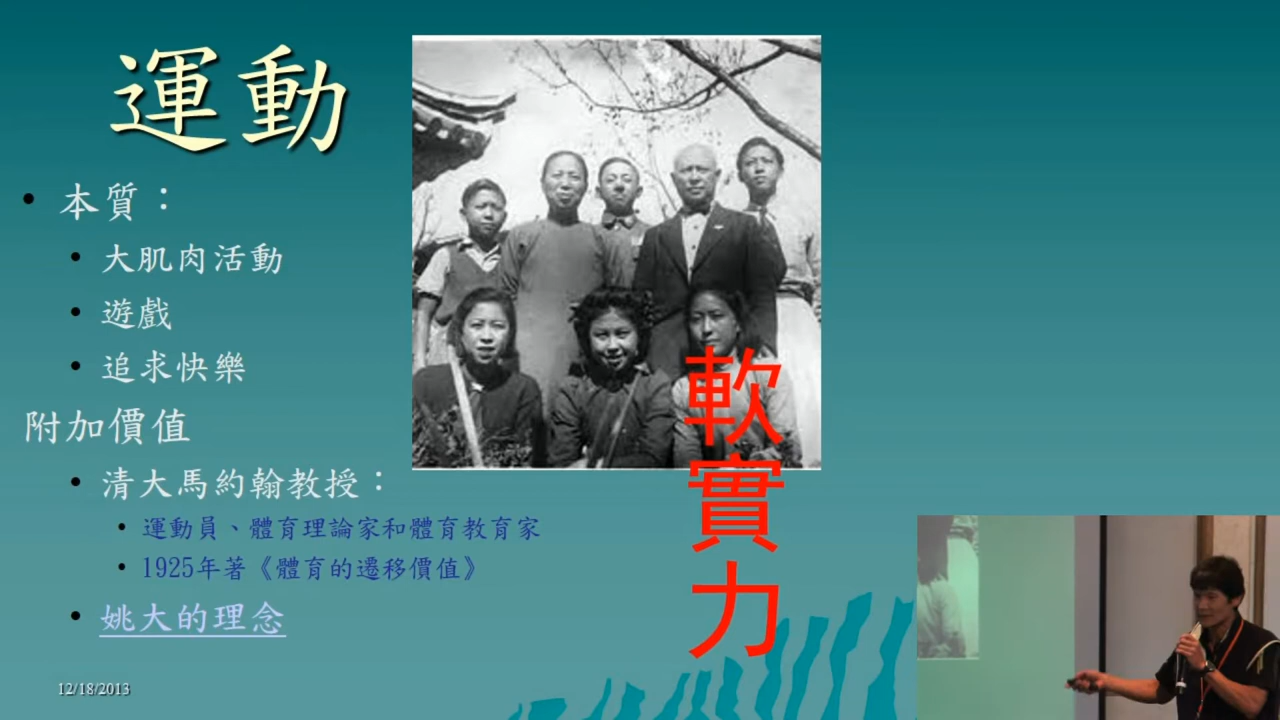 運動
本質：
大肌肉活動
遊戲
追求快樂
附加價值
清大馬約翰教授：
運動員、體育理論家和體育教育家
1925年著《體育的遷移價值》
姚大的理念
軟實力
12/18/2013